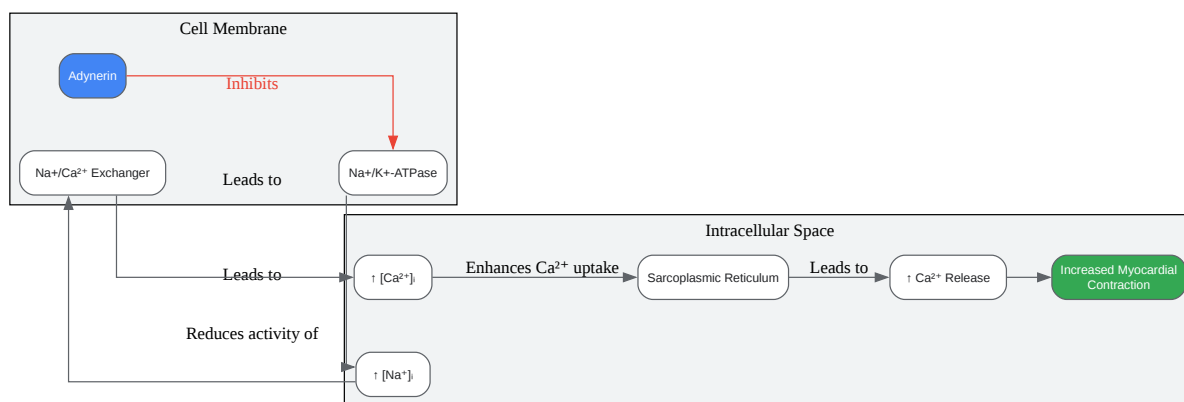 Cell Membrane
Adynerin
Inhibits
Na+/Ca²⁺ Exchanger
Leads to
Na+/K+-ATPase
Intracellular Space
Leads to
↑ [Ca²⁺]ᵢ
Enhances Ca²⁺ uptake
Sarcoplasmic Reticulum
Leads to
↑ Ca²⁺ Release
Increased Myocardial
Contraction
Reduces activity of
↑ [Na⁺]ᵢ